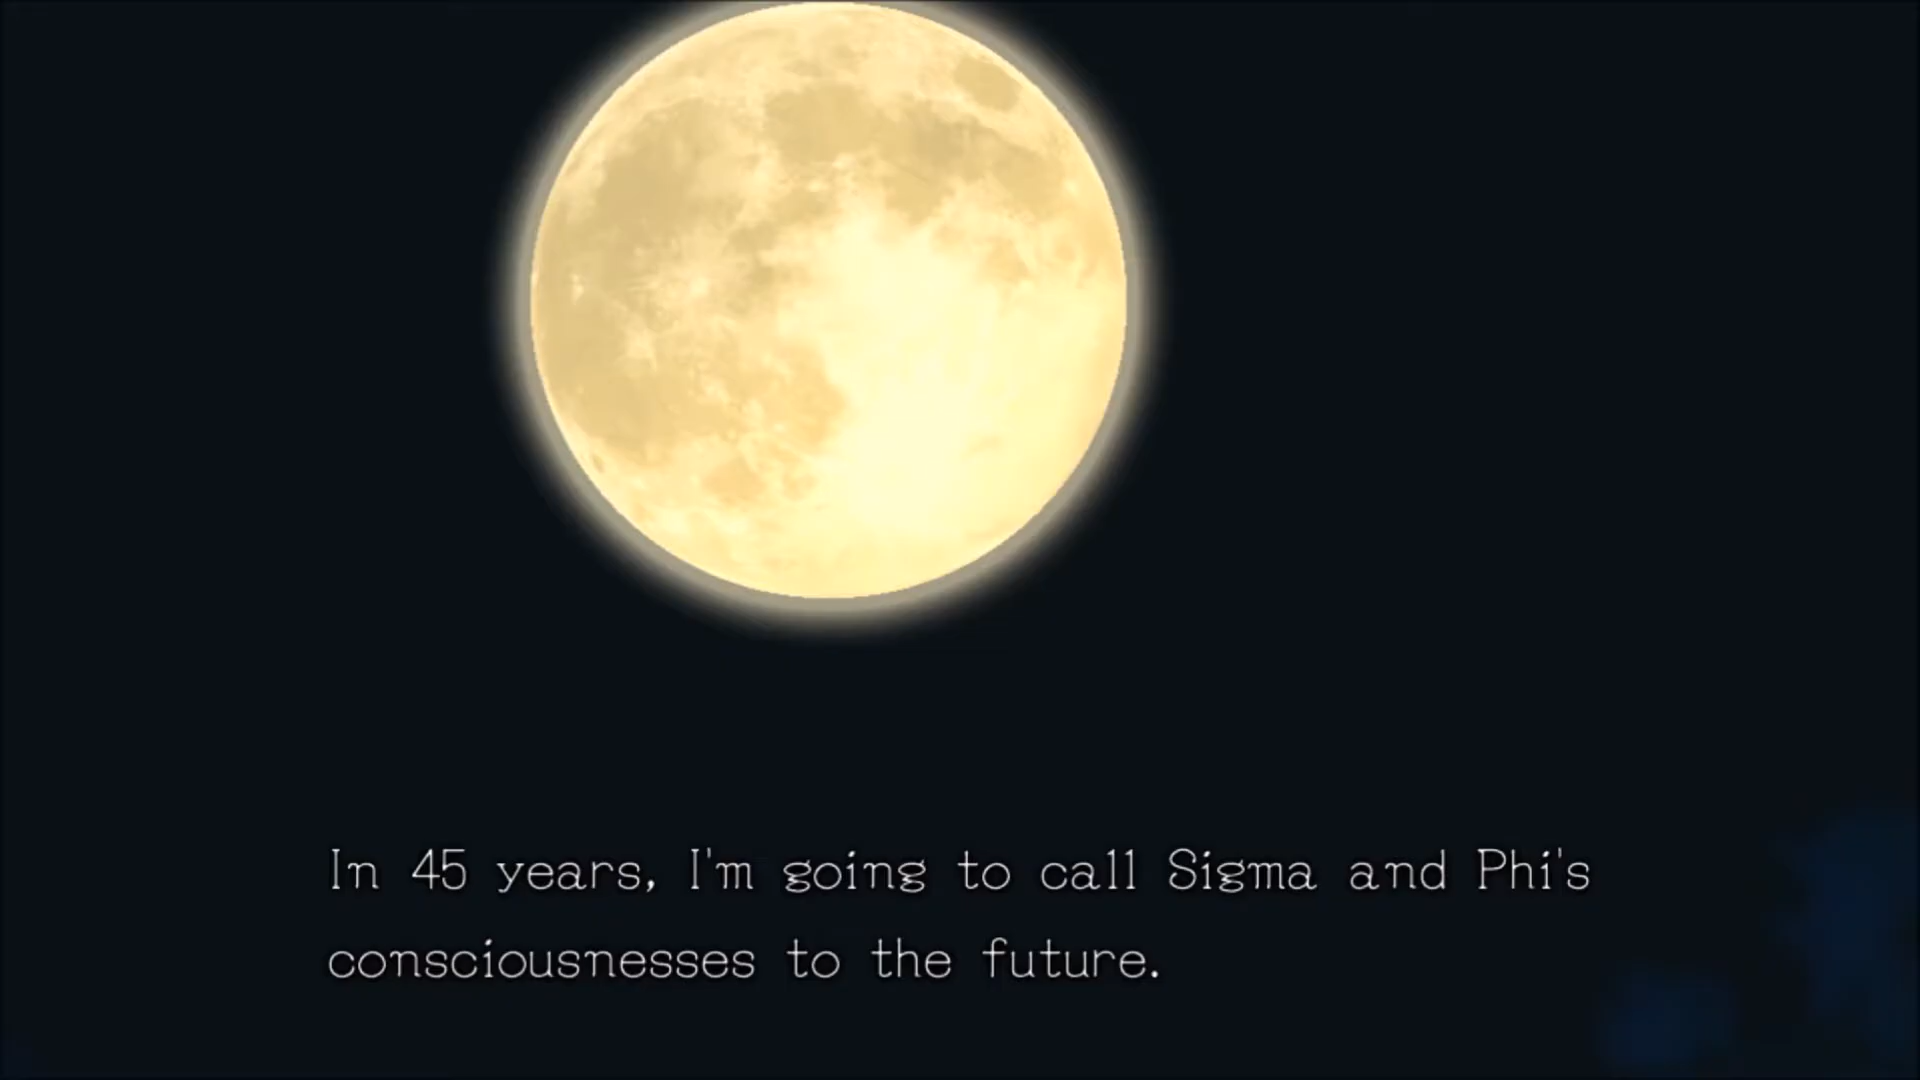 In 45 years, I'm going to call Sigma and Phi's
consciousnesses to the future.